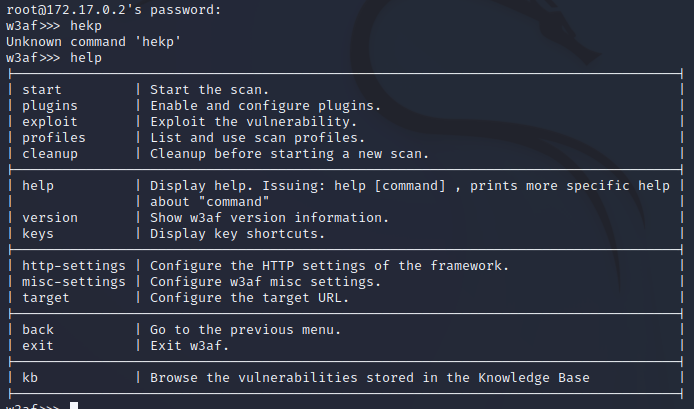 root@172.17.0.2's password:
w3af>>> hekp
Unknown command 'hekp'
w3af>>> help
| start | Start the scan. |
| plugins | Enable and configure plugins. |
| exploit | Exploit the vulnerability. |
| profiles | List and use scan profiles. |
| cleanup | Cleanup before starting a new scan. |
| help | Display help. Issuing: help [command] , prints more specific help |
| | about "command" |
| version | Show w3af version information. |
| keys | Display key shortcuts. |
| http-settings | Configure the HTTP settings of the framework. |
| misc-settings | Configure w3af misc settings. |
| target | Configure the target URL. |
| back | Go to the previous menu. |
| exit | Exit w3af. |
| kb | Browse the vulnerabilities stored in the Knowledge Base |
w3af>>>